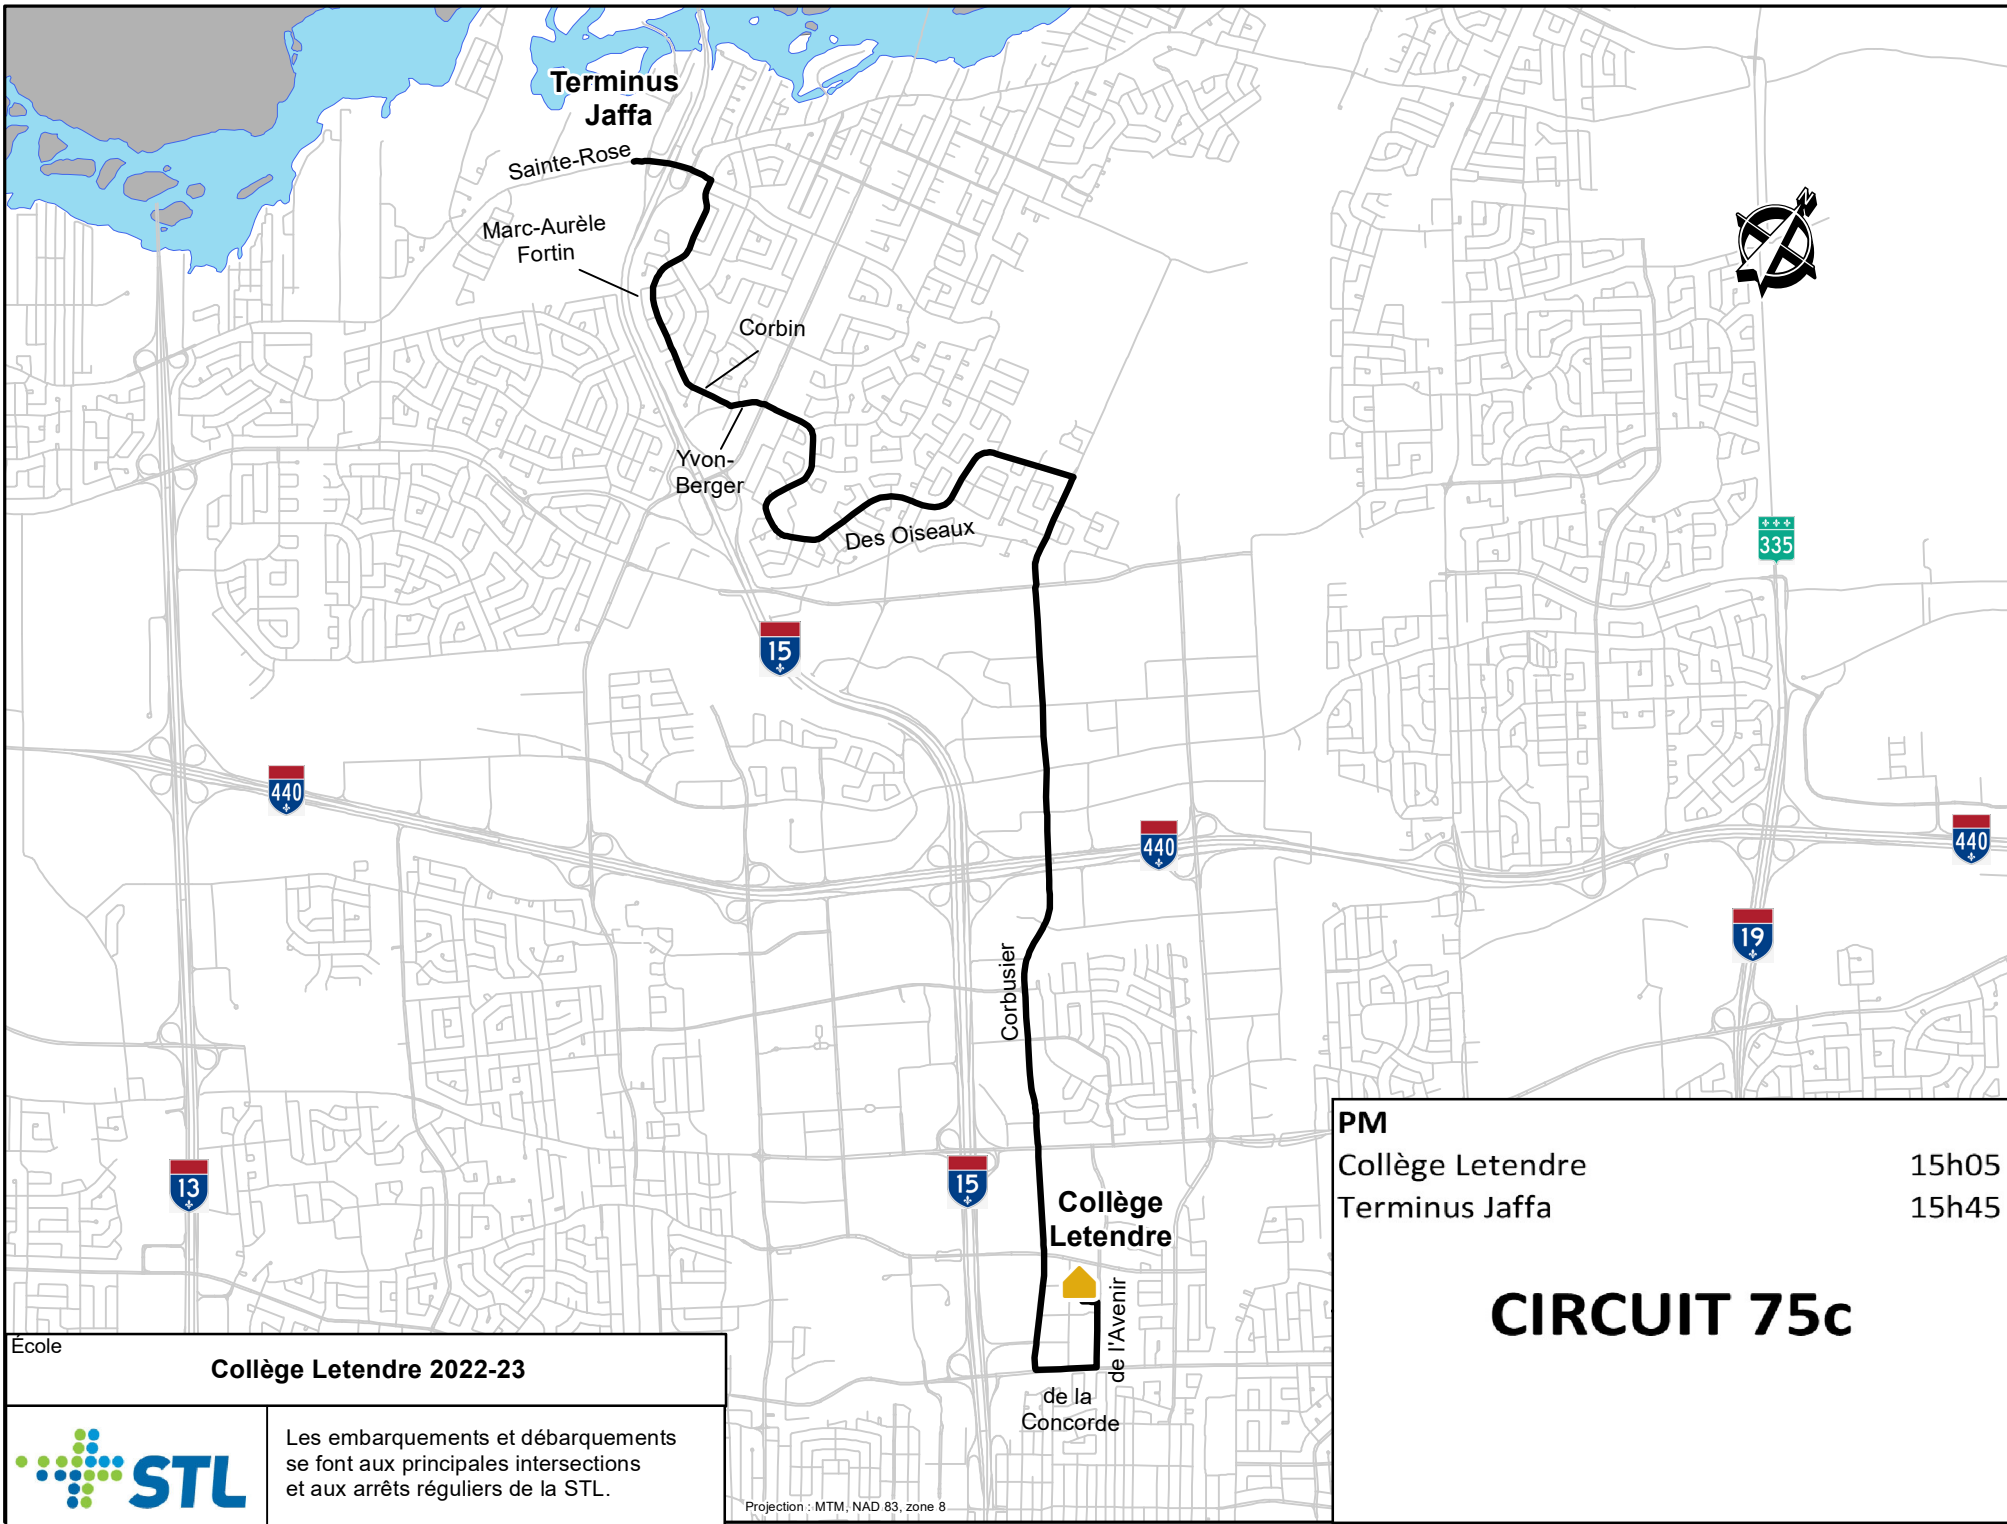 Terminus
Jaffa
Sainte-Rose
Marc-Aurèle
Fortin
N
Corbin
Yvon-
Berger
Des Oiseaux
335
15
440
440
440
19
Corbusier
13
15
Collège
Letendre
de l'Avenir
de la
Concorde
PM
Collège Letendre 15h05
Terminus Jaffa 15h45
CIRCUIT 75c
École
Collège Letendre 2022-23
STL
Les embarquements et débarquements
se font aux principales intersections
et aux arrêts réguliers de la STL.
Projection : MTM, NAD 83, zone 8